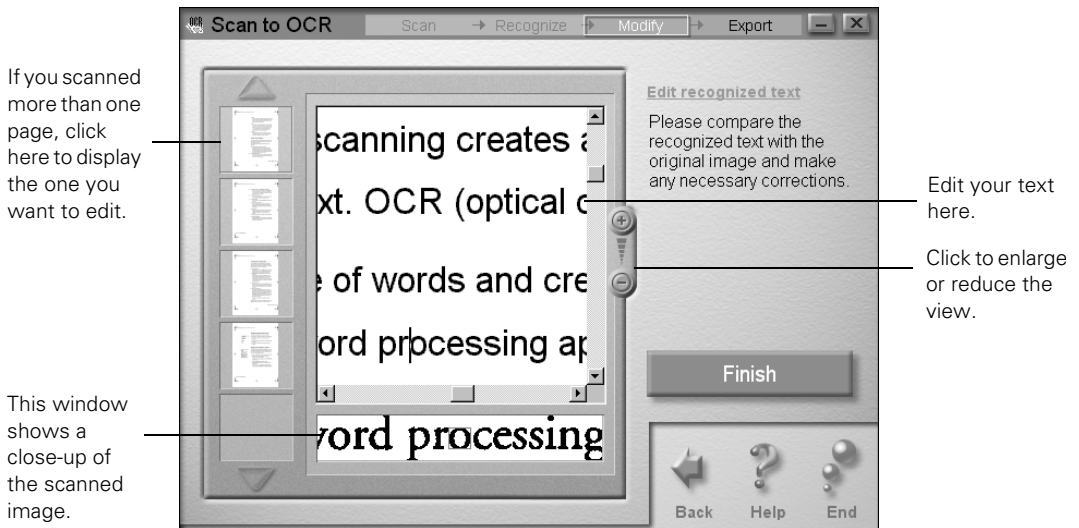 OCR
Scan to OCR
Scan
Recognize
Modify
Export
If you scanned
more than one
page, click
here to display
the one you
want to edit.
scanning creates
xt. OCR (optical
of words and cre
ord processing ap
Edit recognized text
Please compare the
recognized text with the
original image and make
any necessary corrections.
Edit your text
here.
Click to enlarge
or reduce the
view.
Finish
This window
shows a
close-up of
the scanned
image.
word processing
Back
Help
End